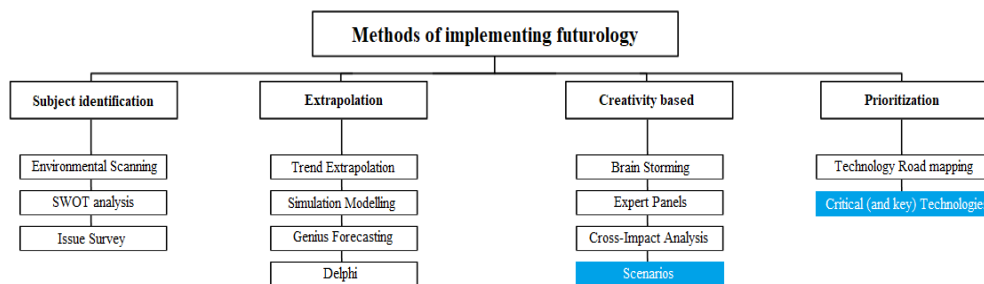 Methods of implementing futurology
Subject identification
Extrapolation
Creativity based
Prioritization
Environmental Scanning
Trend Extrapolation
Brain Storming
Technology Road mapping
SWOT analysis
Simulation Modelling
Expert Panels
Critical (and key) Technologies
Issue Survey
Genius Forecasting
Cross-Impact Analysis
Delphi
Scenarios